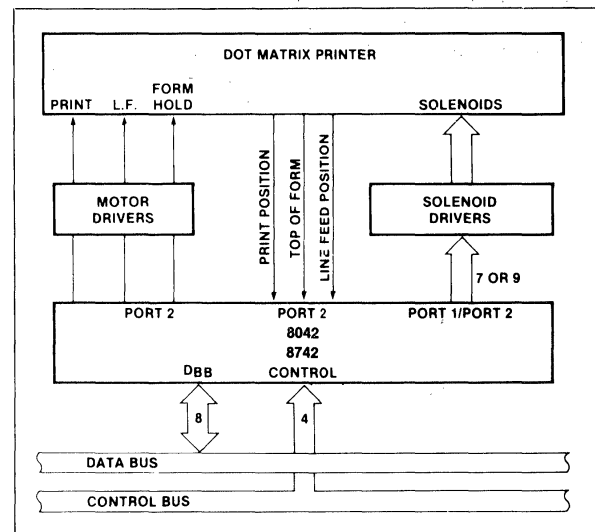 DOT MATRIX PRINTER
FORM
PRINT L.F. HOLD
SOLENOIDS
MOTOR
DRIVERS
PRINT POSITION
TOP OF FORM
LINE FEED POSITION
SOLENOID
DRIVERS
7 OR 9
PORT 2
PORT 2
PORT 1/PORT 2
8042
8742
DBB
CONTROL
8
4
DATA BUS
CONTROL BUS